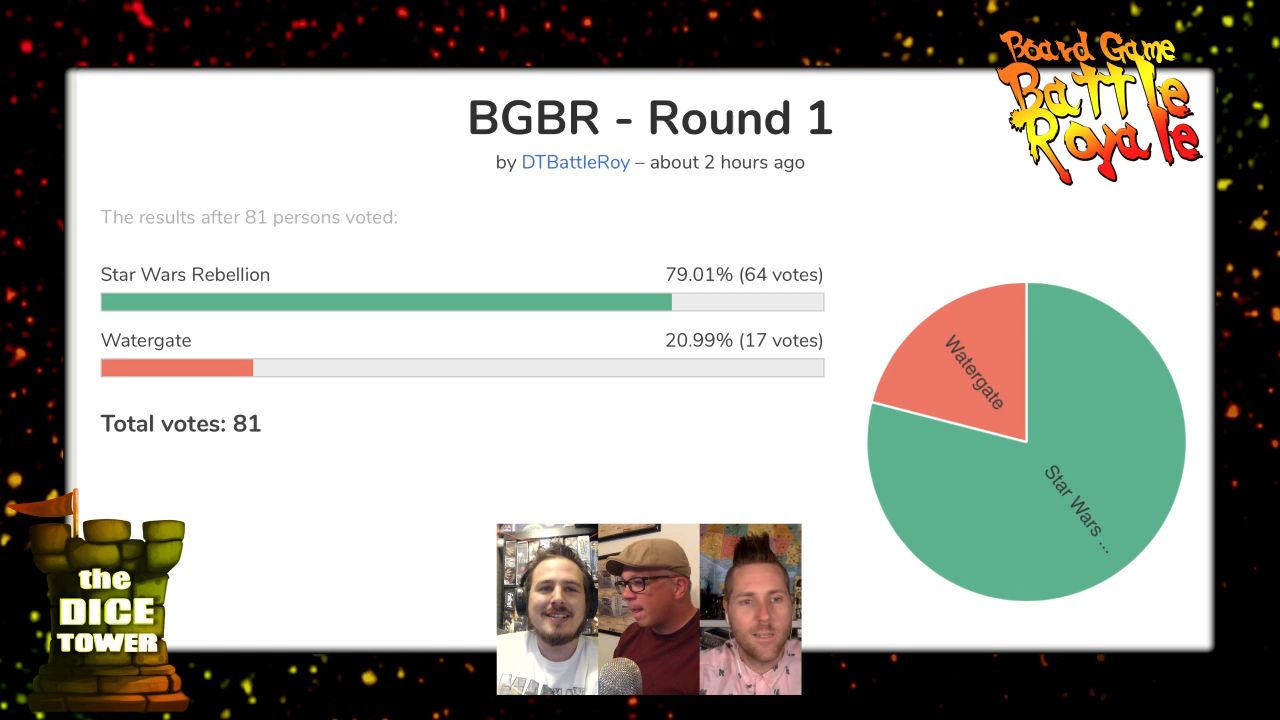 Board Game
Battle
Royale
BGBR - Round 1
by DTBattleRoy – about 2 hours ago
The results after 81 persons voted:
Star Wars Rebellion 79.01% (64 votes)
Watergate 20.99% (17 votes)
Total votes: 81
Watergate
Star Wars ...
the
DICE
TOWER